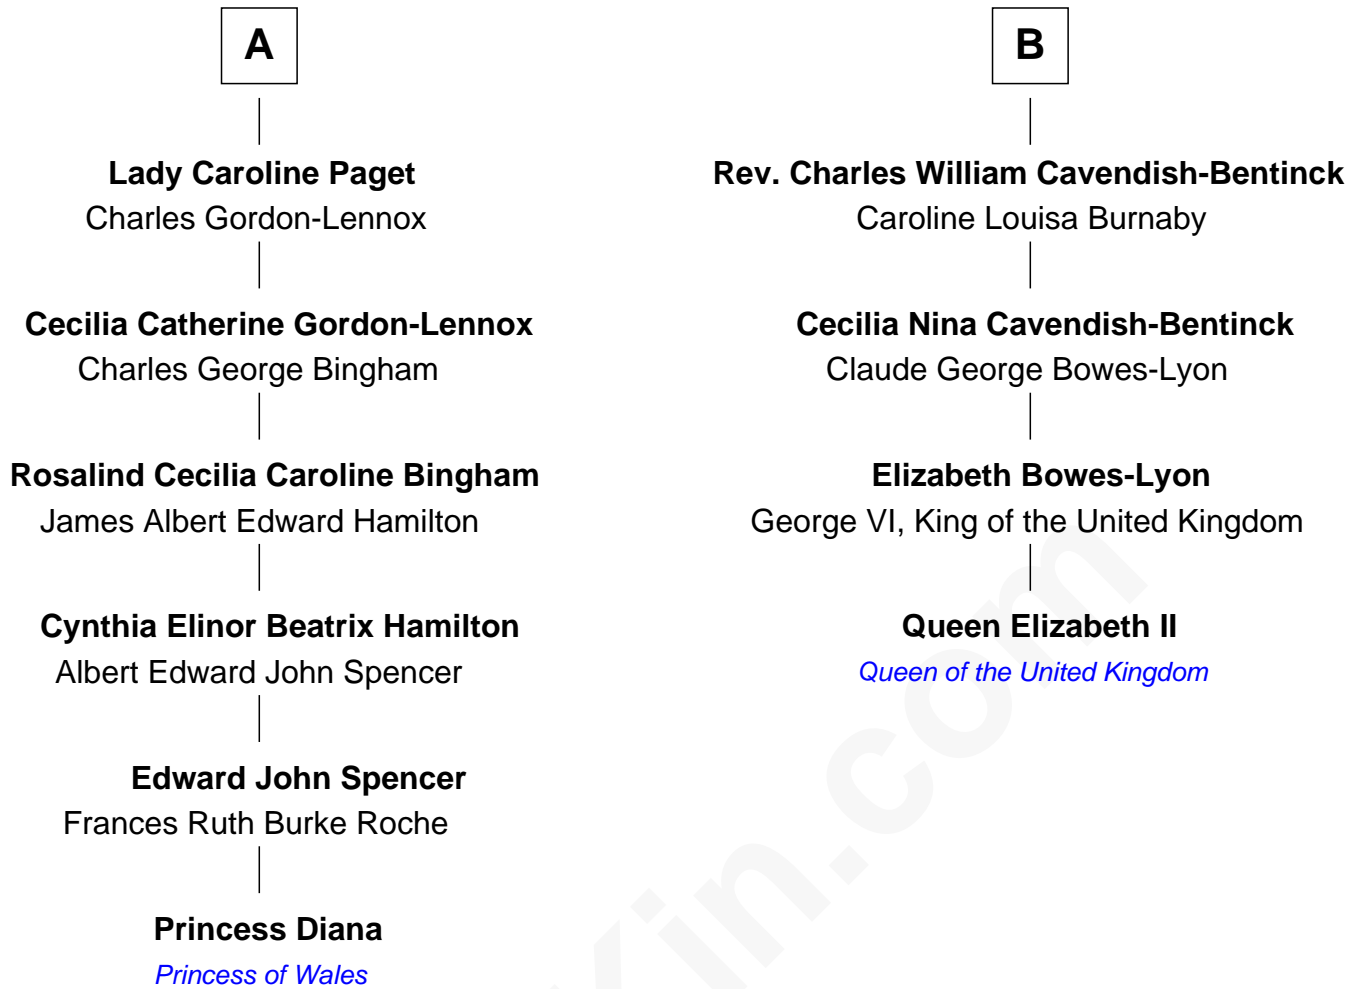 A
Lady Caroline Paget
Charles Gordon-Lennox
Cecilia Catherine Gordon-Lennox
Charles George Bingham
Rosalind Cecilia Caroline Bingham
James Albert Edward Hamilton
Cynthia Elinor Beatrix Hamilton
Albert Edward John Spencer
Edward John Spencer
Frances Ruth Burke Roche
Princess Diana
Princess of Wales
B
Rev. Charles William Cavendish-Bentinck
Caroline Louisa Burnaby
Cecilia Nina Cavendish-Bentinck
Claude George Bowes-Lyon
Elizabeth Bowes-Lyon
George VI, King of the United Kingdom
Queen Elizabeth II
Queen of the United Kingdom
Kin.com